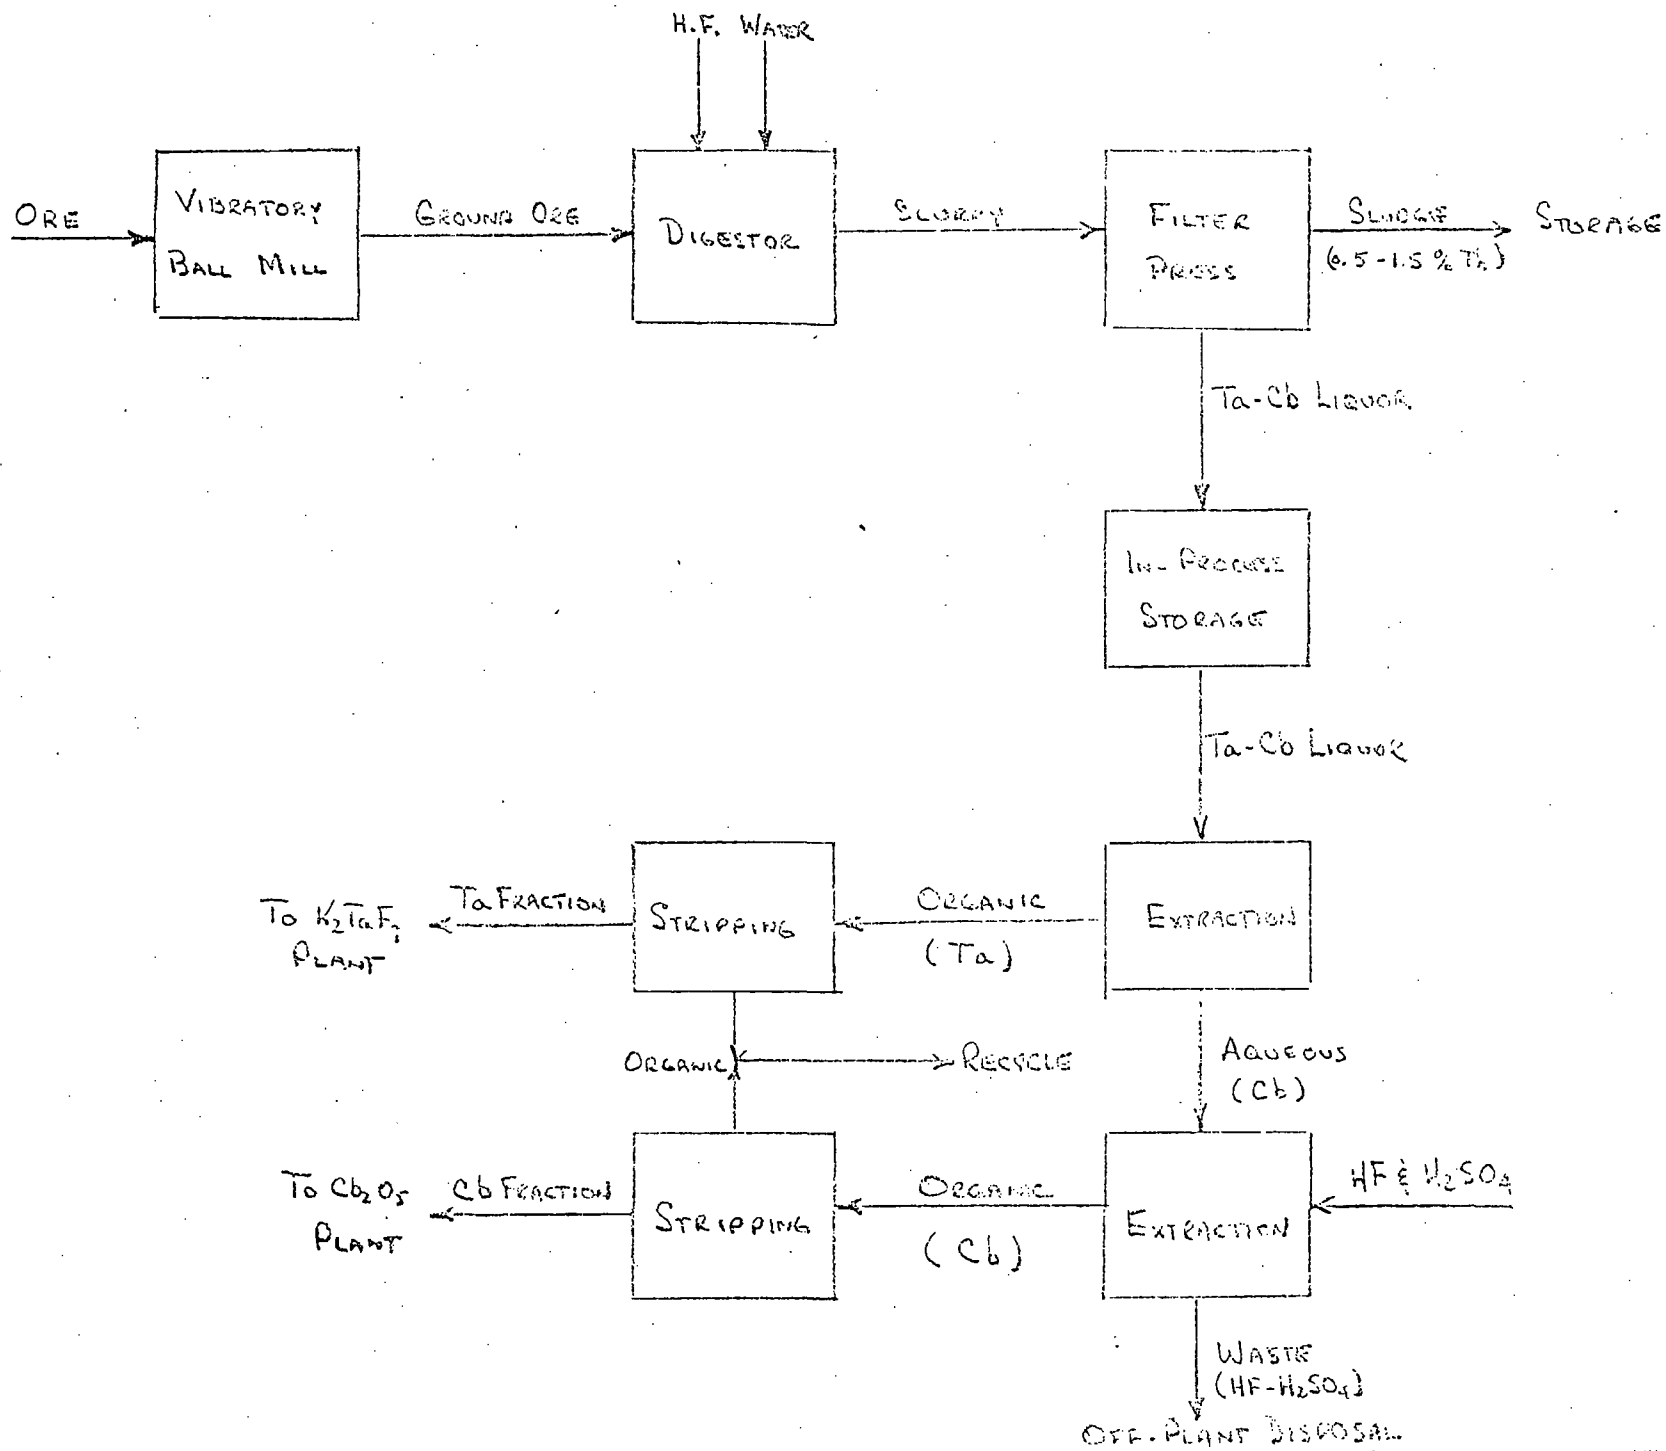 H.F. WATER
ORE
VIBRATORY
BALL MILL
GROUND ORE
DIGESTOR
SLURRY
FILTER
PRESS
SLUDGE
(0.5-1.5 % Th)
STORAGE
Ta-Cb LIQUOR
IN-PROCESS
STORAGE
Ta-Cb LIQUOR
TO K2TaF7
PLANT
Ta FRACTION
STRIPPING
ORGANIC
(Ta)
EXTRACTION
ORGANIC
RECYCLE
AQUEOUS
(Cb)
TO Cb2O5
PLANT
Cb FRACTION
STRIPPING
ORGANIC
(Cb)
EXTRACTION
HF & H2SO4
WASTE
(HF-H2SO4)
OFF-PLANT DISPOSAL